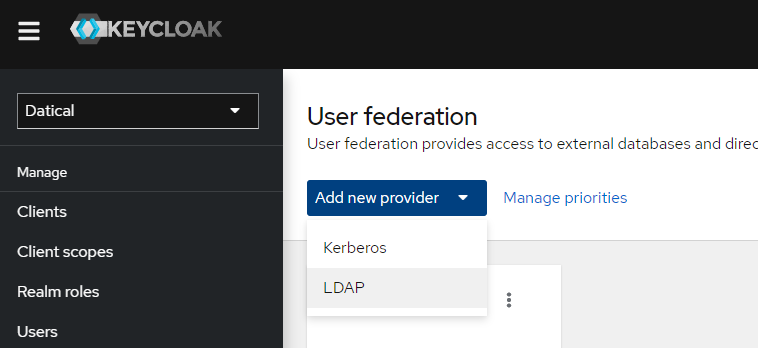 KEYCLOAK
Datical
Manage
Clients
Client scopes
Realm roles
Users
User federation
User federation provides access to external databases and direc
Add new provider
Manage priorities
Kerberos
LDAP